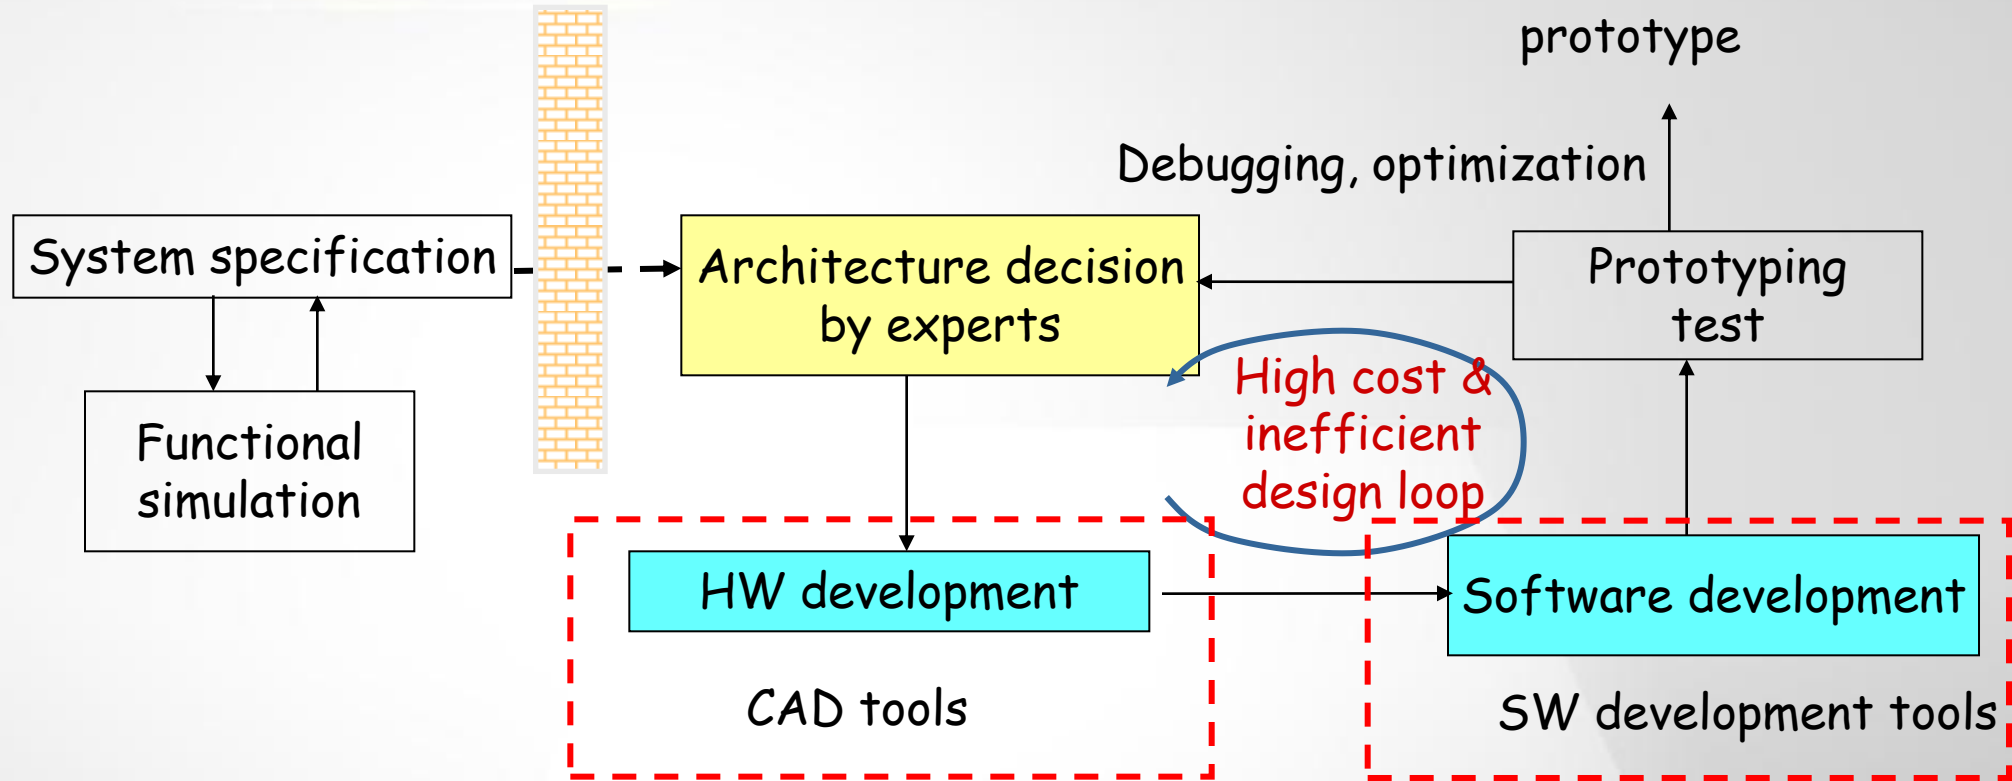 prototype
Debugging, optimization
System specification
Architecture decision
by experts
Prototyping
test
Functional
simulation
High cost &
inefficient
design loop
HW development
Software development
CAD tools
SW development tools